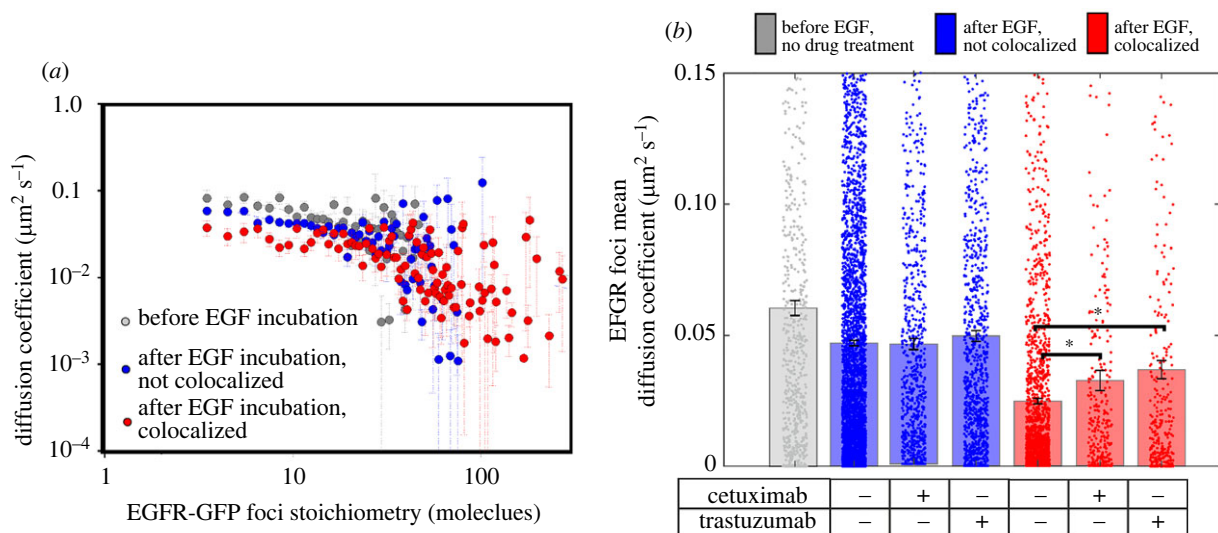 (a)
1.0
0.1
10⁻²
10⁻³
10⁻⁴
diffusion coefficient (μm² s⁻¹)
before EGF incubation
after EGF incubation,
not colocalized
after EGF incubation,
colocalized
1
10
100
EGFR-GFP foci stoichiometry (moleclues)
(b)
before EGF,
no drug treatment
after EGF,
not colocalized
after EGF,
colocalized
0.15
0.10
0.05
0
EFGR foci mean
diffusion coefficient (μm² s⁻¹)
*
*
cetuximab – + – – + –
trastuzumab – – + – – +